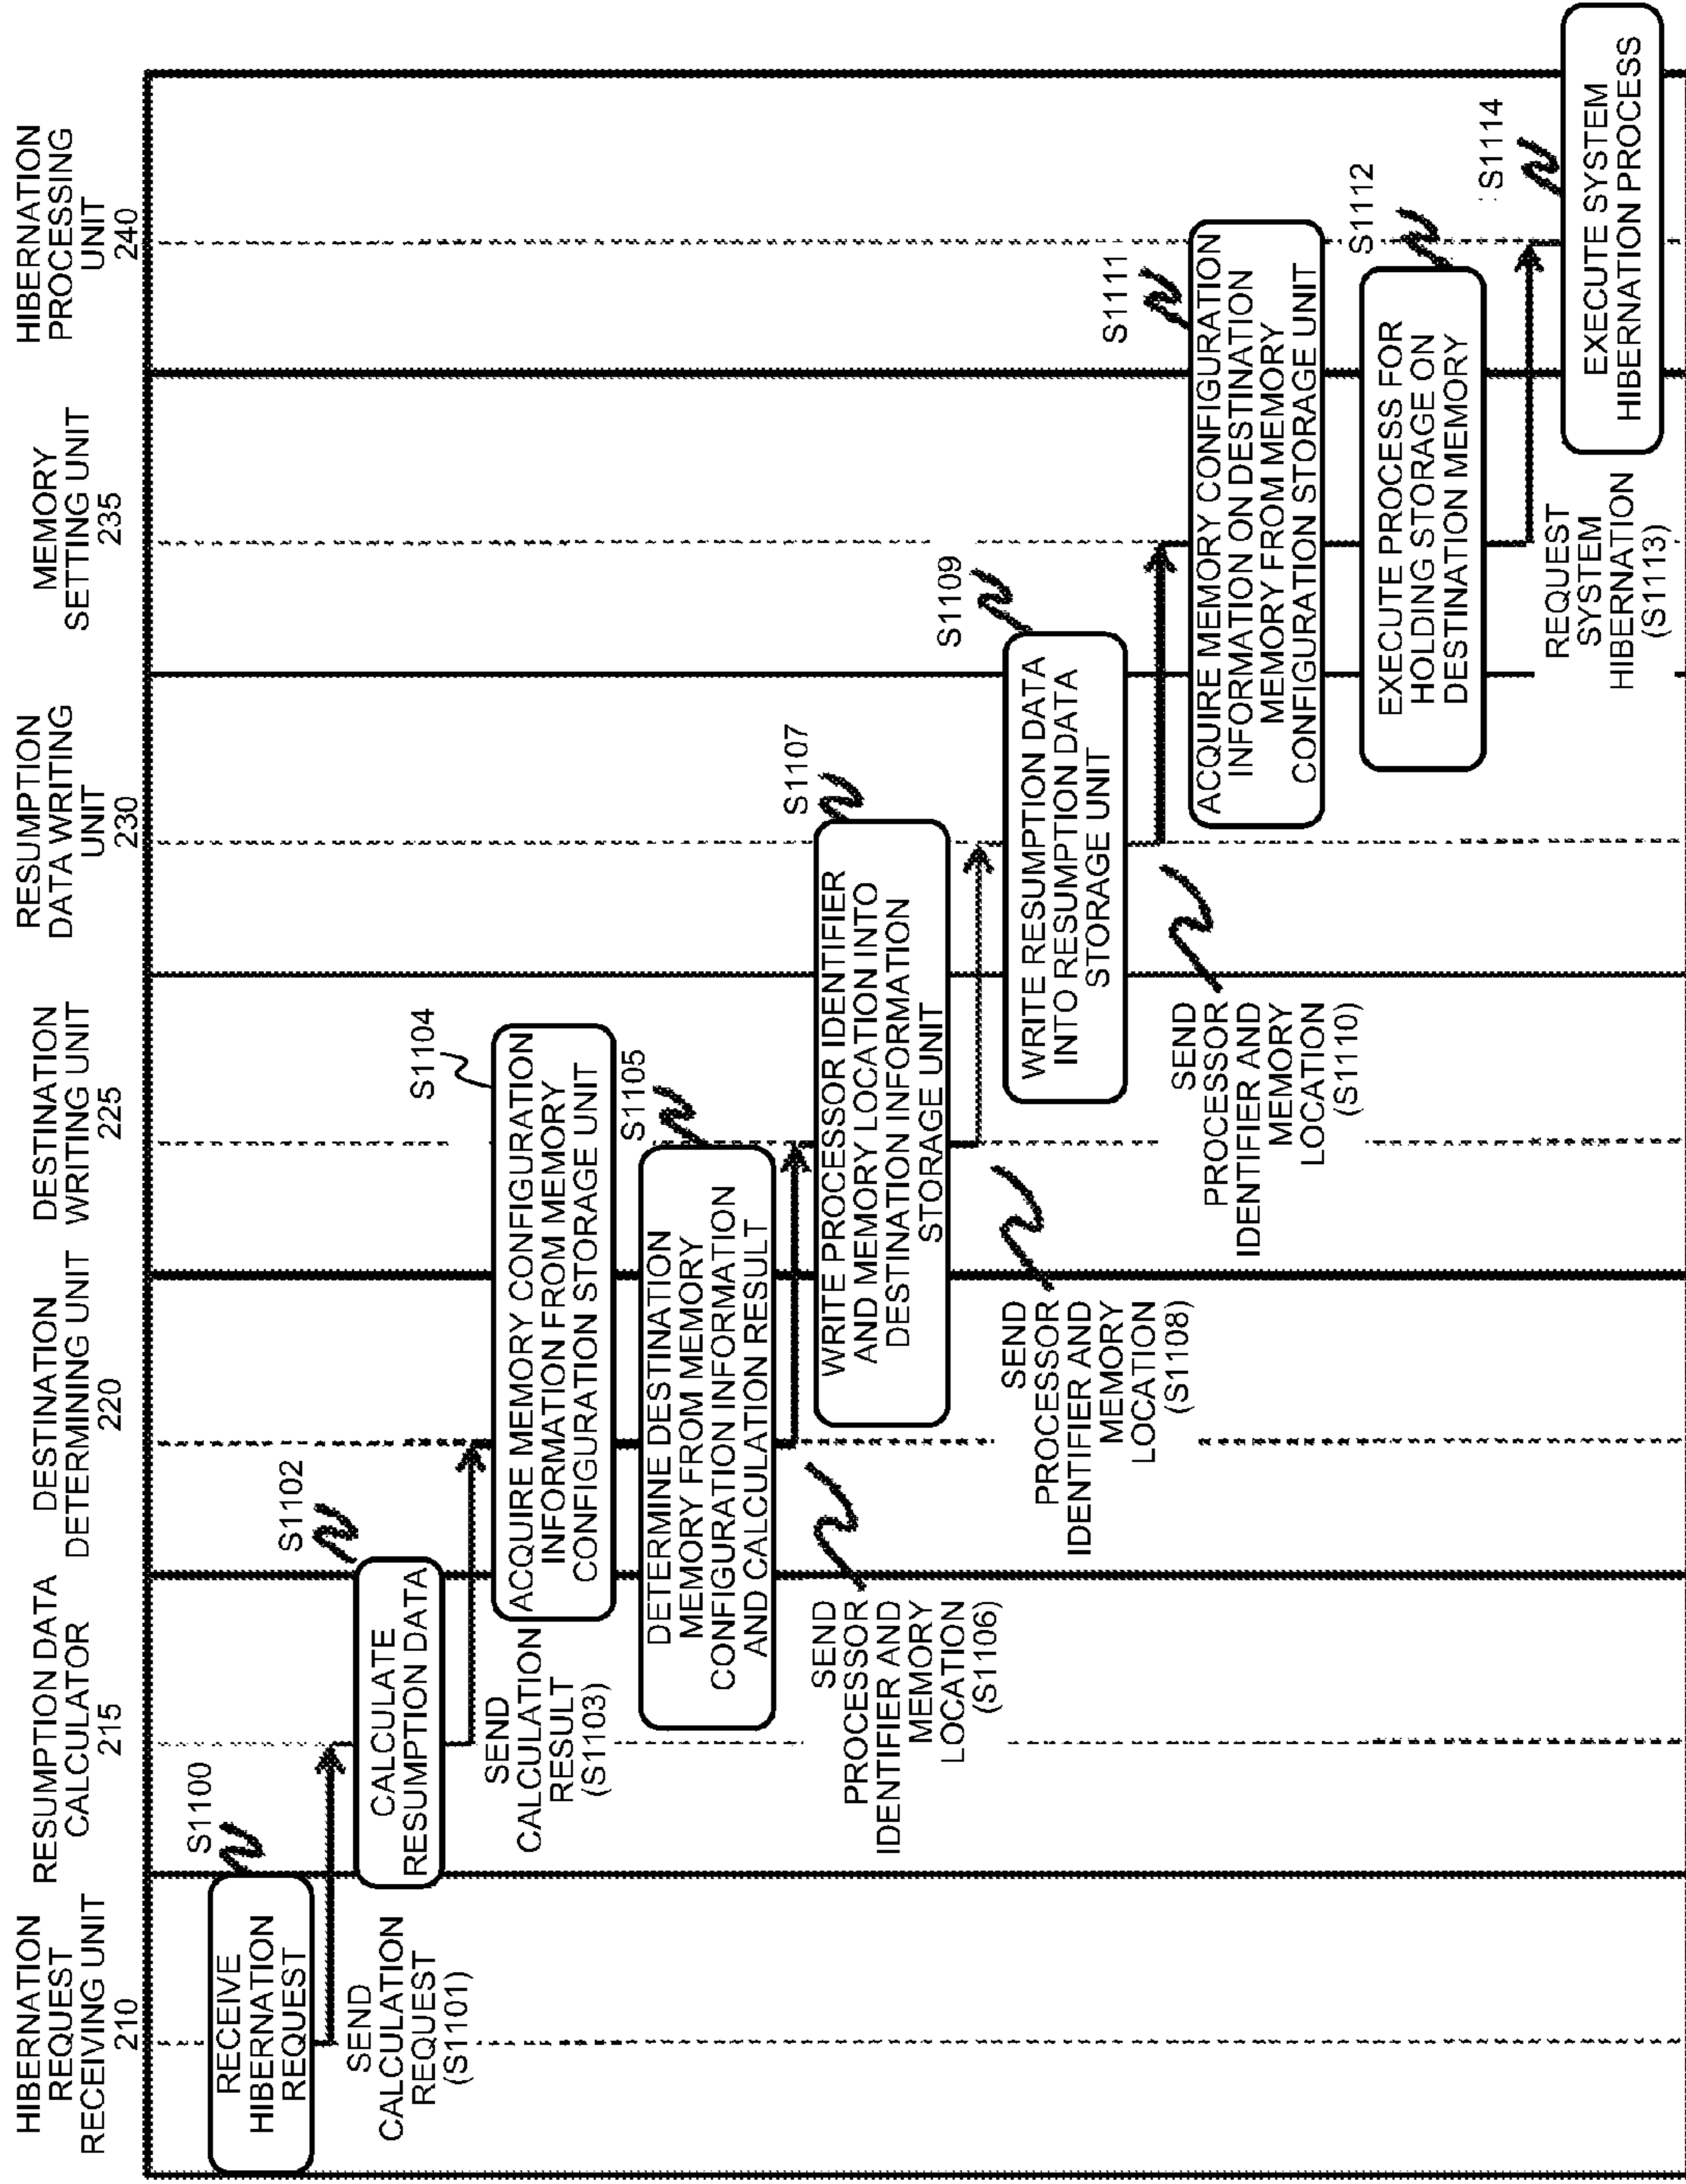 HIBERNATION
REQUEST
RECEIVING UNIT
210
RESUMPTION DATA
CALCULATOR
215
DESTINATION
DETERMINING UNIT
220
DESTINATION
WRITING UNIT
225
RESUMPTION
DATA WRITING
UNIT
230
MEMORY
SETTING UNIT
235
HIBERNATION
PROCESSING
UNIT
240
S1100
RECEIVE
HIBERNATION
REQUEST
SEND
CALCULATION
REQUEST
(S1101)
S1102
CALCULATE
RESUMPTION DATA
SEND
CALCULATION
RESULT
(S1103)
S1104
ACQUIRE MEMORY CONFIGURATION
INFORMATION FROM MEMORY
CONFIGURATION STORAGE UNIT
S1105
DETERMINE DESTINATION
MEMORY FROM MEMORY
CONFIGURATION INFORMATION
AND CALCULATION RESULT
SEND
PROCESSOR
IDENTIFIER AND
MEMORY
LOCATION
(S1106)
S1107
WRITE PROCESSOR IDENTIFIER
AND MEMORY LOCATION INTO
DESTINATION INFORMATION
STORAGE UNIT
SEND
PROCESSOR
IDENTIFIER AND
MEMORY
LOCATION
(S1108)
S1109
WRITE RESUMPTION DATA
INTO RESUMPTION DATA
STORAGE UNIT
SEND
PROCESSOR
IDENTIFIER AND
MEMORY
LOCATION
(S1110)
S1111
ACQUIRE MEMORY CONFIGURATION
INFORMATION ON DESTINATION
MEMORY FROM MEMORY
CONFIGURATION STORAGE UNIT
S1112
EXECUTE PROCESS FOR
HOLDING STORAGE ON
DESTINATION MEMORY
REQUEST
SYSTEM
HIBERNATION
(S1113)
S1114
EXECUTE SYSTEM
HIBERNATION PROCESS